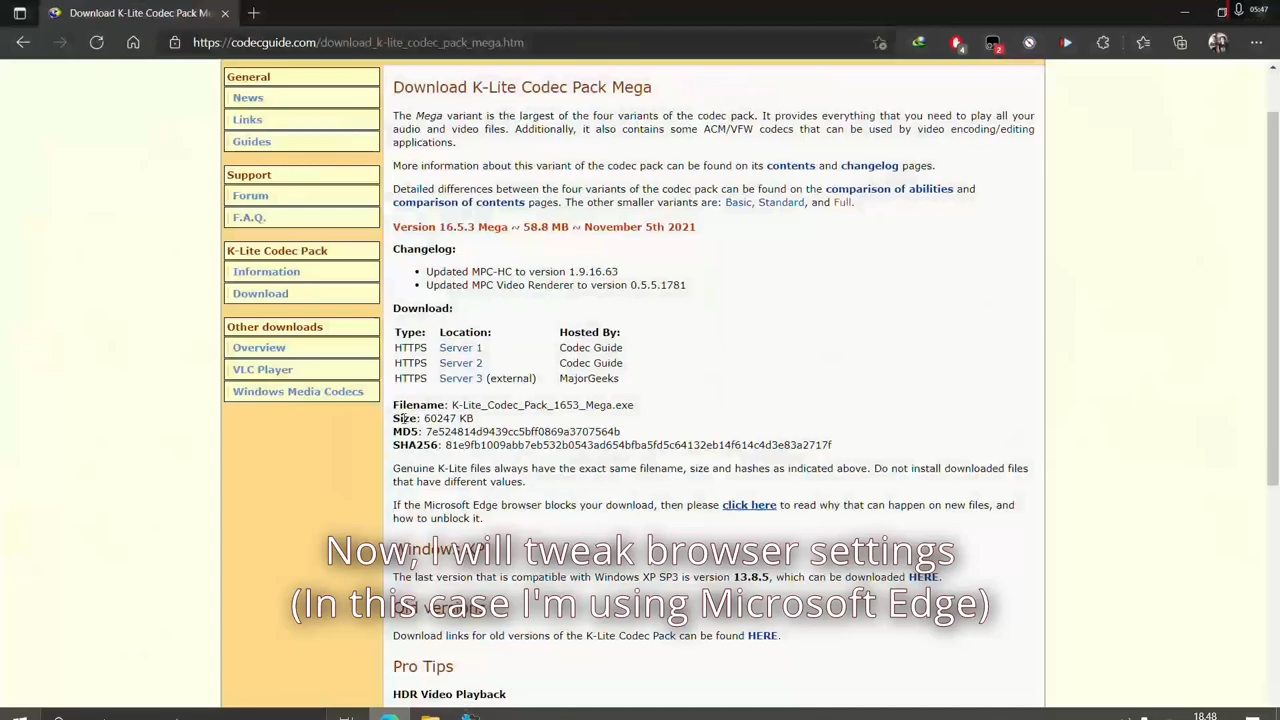 Download K-Lite Codec Pack M
05:47
https://codecguide.com/download_k-lite_codec_pack_mega.htm
4
2
General
News
Links
Guides
Support
Forum
F.A.Q.
K-Lite Codec Pack
Information
Download
Other downloads
Overview
VLC Player
Windows Media Codecs
Download K-Lite Codec Pack Mega
The Mega variant is the largest of the four variants of the codec pack. It provides everything that you need to play all your
audio and video files. Additionally, it also contains some ACM/VFW codecs that can be used by video encoding/editing
applications.
More information about this variant of the codec pack can be found on its contents and changelog pages.
Detailed differences between the four variants of the codec pack can be found on the comparison of abilities and
comparison of contents pages. The other smaller variants are: Basic, Standard, and Full.
Version 16.5.3 Mega ~ 58.8 MB ~ November 5th 2021
Changelog:
• Updated MPC-HC to version 1.9.16.63
• Updated MPC Video Renderer to version 0.5.5.1781
Download:
Type: Location: Hosted By:
HTTPS Server 1 Codec Guide
HTTPS Server 2 Codec Guide
HTTPS Server 3 (external) MajorGeeks
Filename: K-Lite_Codec_Pack_1653_Mega.exe
Size: 60247 KB
MD5: 7e524814d9439cc5bff0869a3707564b
SHA256: 81e9fb1009abb7eb532b0543ad654bfba5fd5c64132eb14f614c4d3e83a2717f
Genuine K-Lite files always have the exact same filename, size and hashes as indicated above. Do not install downloaded files
that have different values.
If the Microsoft Edge browser blocks your download, then please click here to read why that can happen on new files, and
how to unblock it.
Windows XP
Now, I will tweak browser settings
The last version that is compatible with Windows XP SP3 is version 13.8.5, which can be downloaded HERE.
(In this case I'm using Microsoft Edge)
Old versions
Download links for old versions of the K-Lite Codec Pack can be found HERE.
Pro Tips
HDR Video Playback
18.48